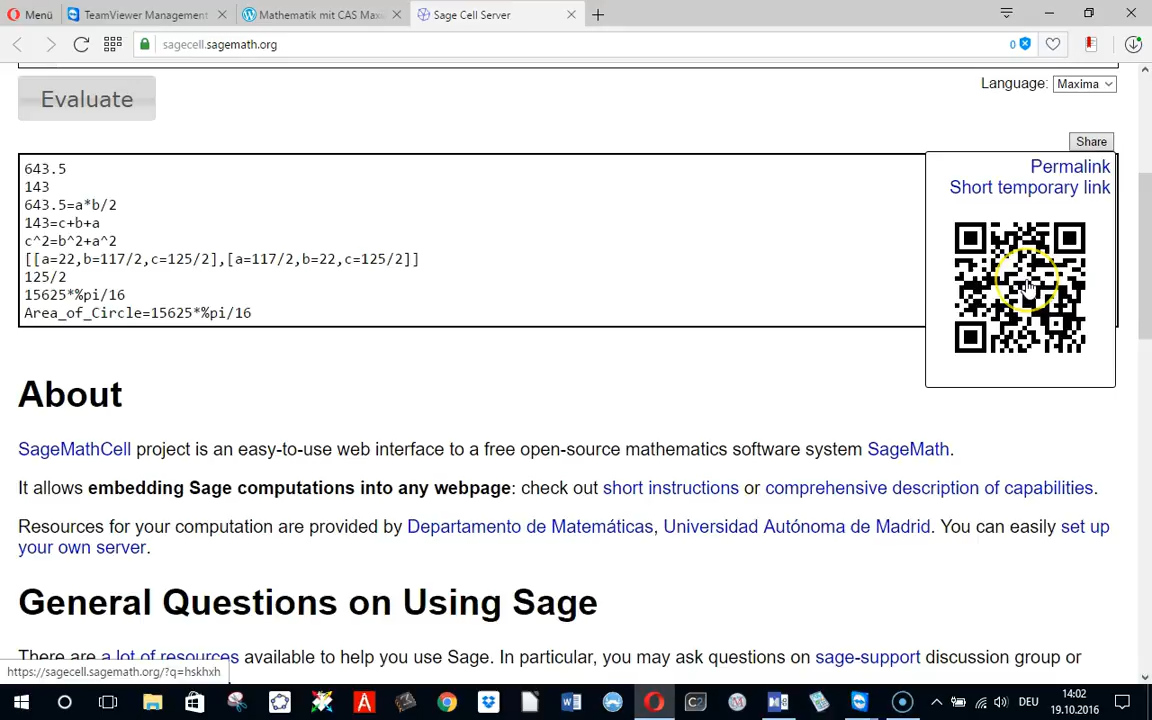 Menü
TeamViewer Management
Mathematik mit CAS Max
Sage Cell Server
sagecell.sagemath.org
0
Evaluate
Language: Maxima
Share
Permalink
Short temporary link
643.5
143
643.5=a*b/2
143=c+b+a
c^2=b^2+a^2
[[a=22,b=117/2,c=125/2],[a=117/2,b=22,c=125/2]]
125/2
15625*%pi/16
Area_of_Circle=15625*%pi/16
About
SageMathCell project is an easy-to-use web interface to a free open-source mathematics software system SageMath.
It allows embedding Sage computations into any webpage: check out short instructions or comprehensive description of capabilities.
Resources for your computation are provided by Departamento de Matemáticas, Universidad Autónoma de Madrid. You can easily set up
your own server.
General Questions on Using Sage
There are a lot of resources available to help you use Sage. In particular, you may ask questions on sage-support discussion group or
https://sagecell.sagemath.org/?q=hskhxh
DEU
14:02
19.10.2016